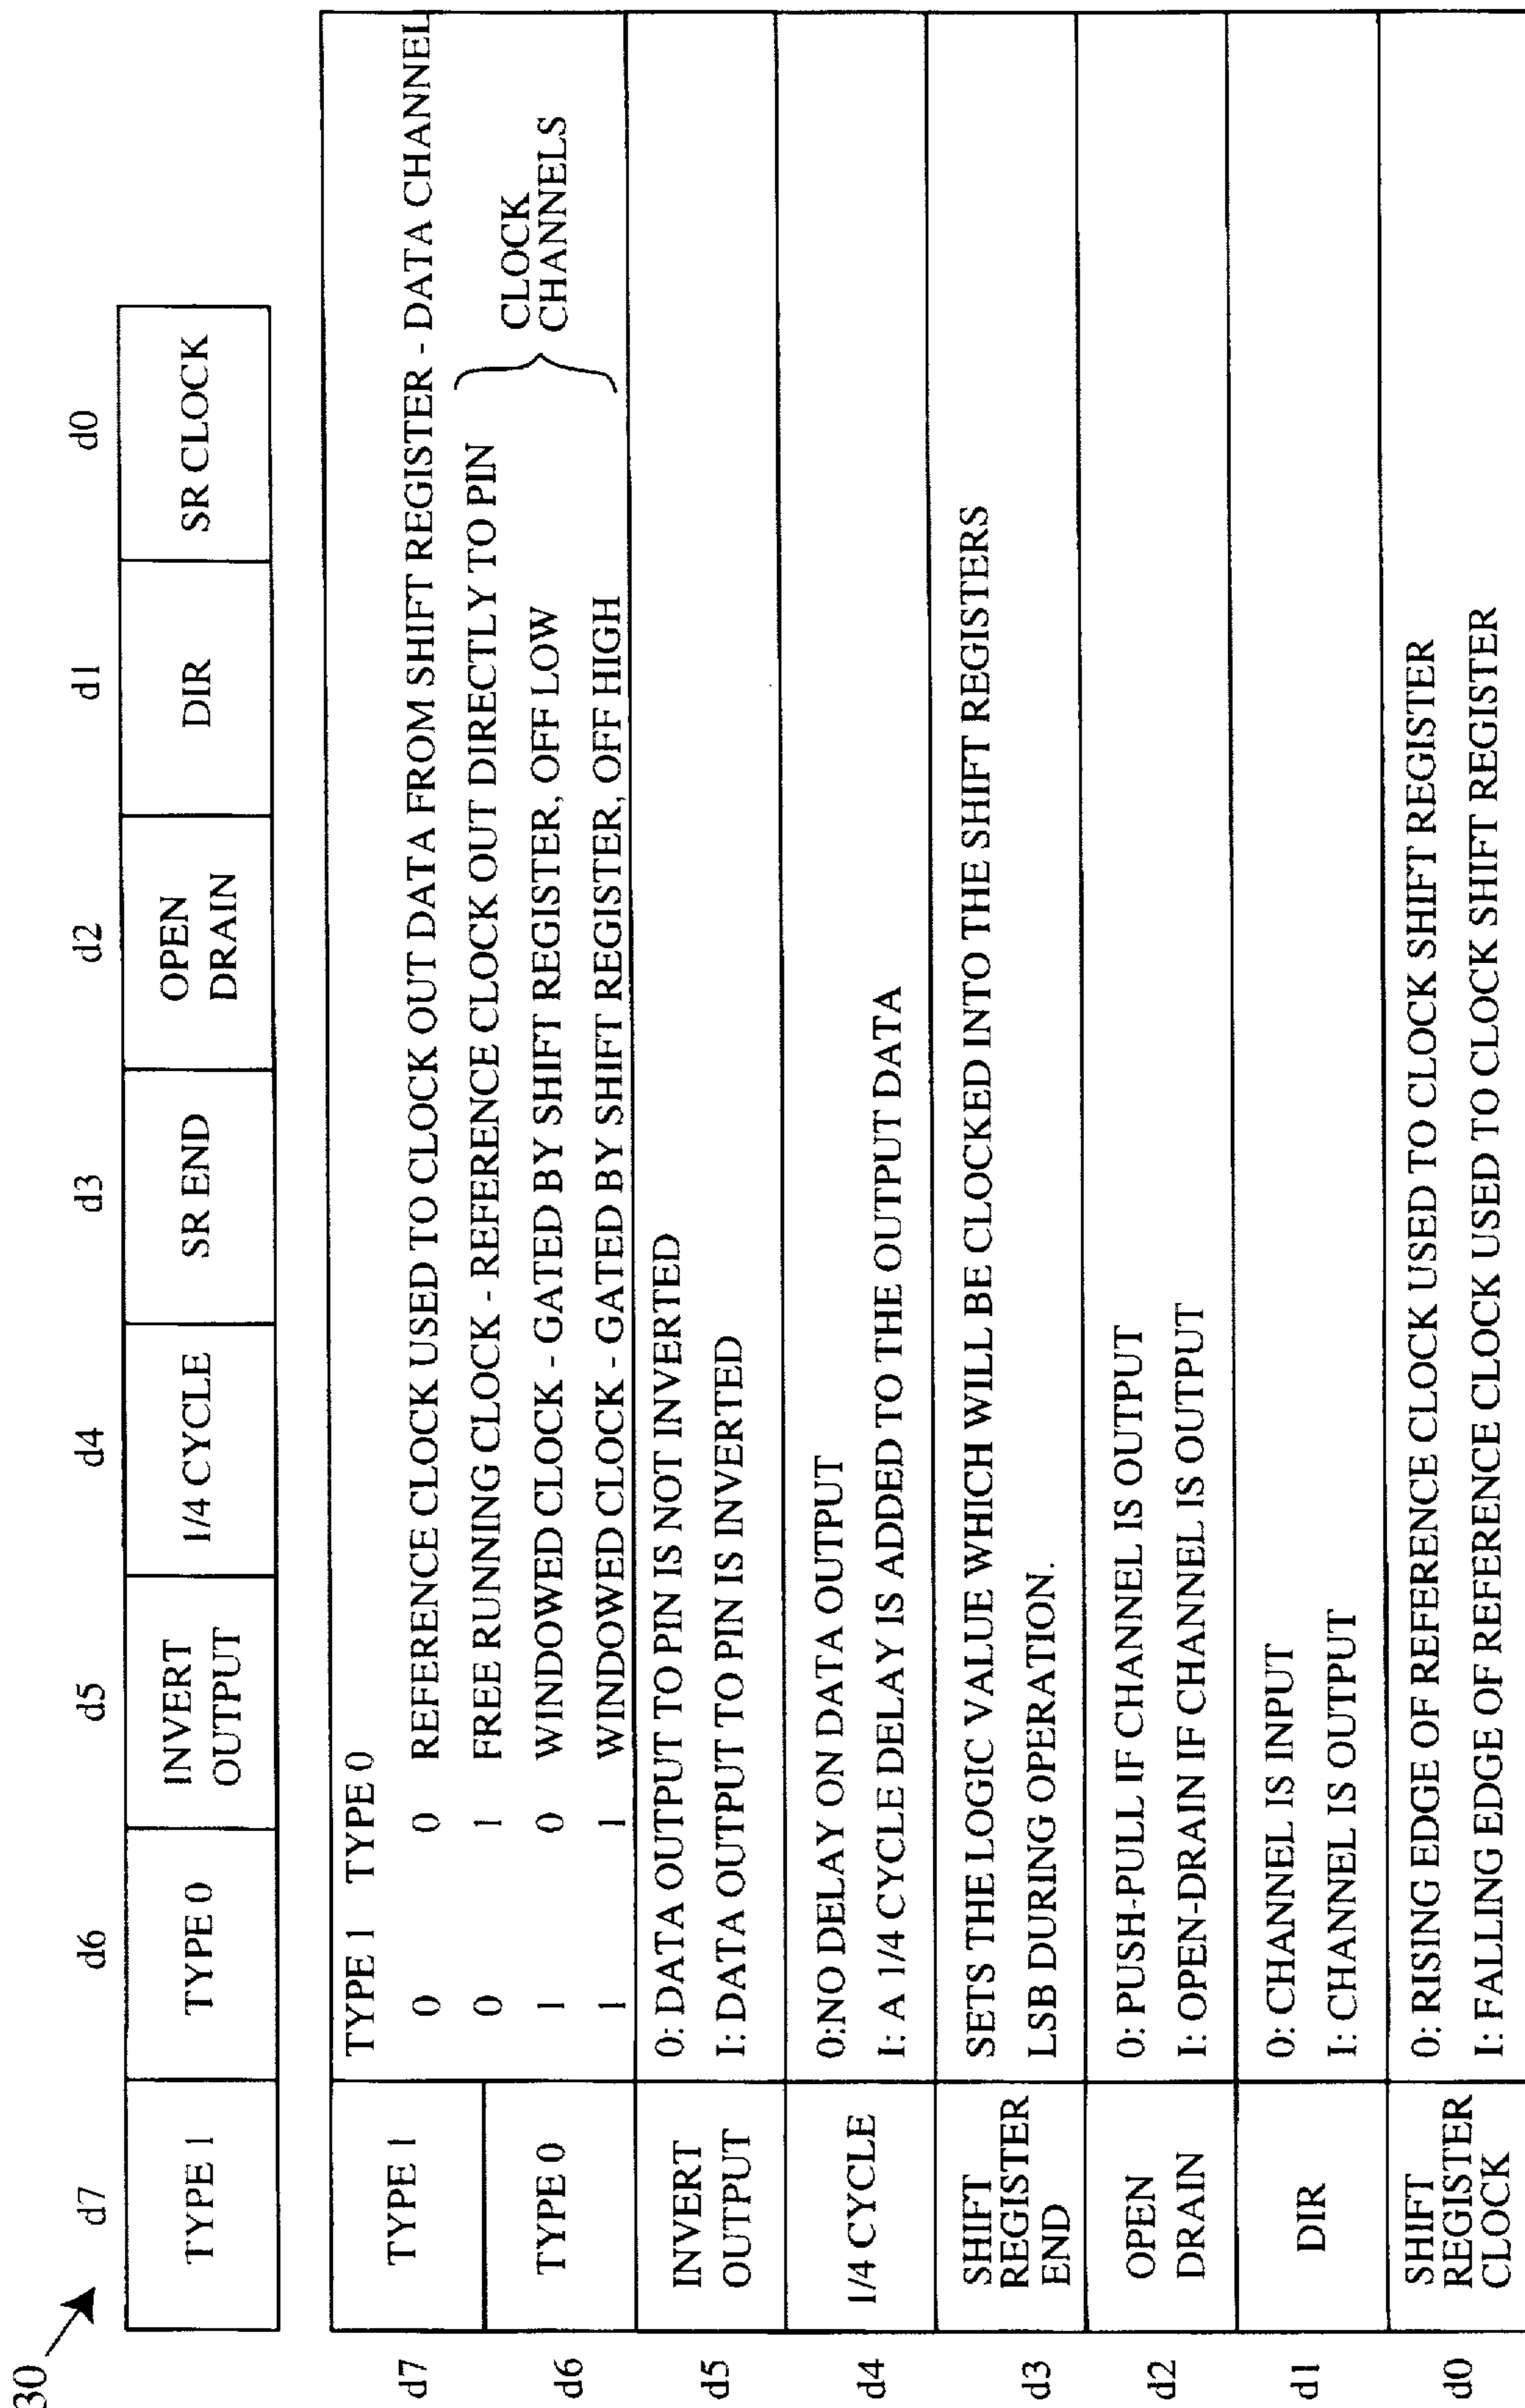 30
d7 d6 d5 d4 d3 d2 d1 d0
TYPE 1 TYPE 0 INVERT OUTPUT 1/4 CYCLE SR END OPEN DRAIN DIR SR CLOCK
d7 TYPE 1
d6 TYPE 0
TYPE 1 TYPE 0
0 0 REFERENCE CLOCK USED TO CLOCK OUT DATA FROM SHIFT REGISTER - DATA CHANNEL
0 1 FREE RUNNING CLOCK - REFERENCE CLOCK OUT DIRECTLY TO PIN
1 0 WINDOWED CLOCK - GATED BY SHIFT REGISTER, OFF LOW
1 1 WINDOWED CLOCK - GATED BY SHIFT REGISTER, OFF HIGH
CLOCK
CHANNELS
d5 INVERT
OUTPUT
0: DATA OUTPUT TO PIN IS NOT INVERTED
1: DATA OUTPUT TO PIN IS INVERTED
d4 1/4 CYCLE
0:NO DELAY ON DATA OUTPUT
1: A 1/4 CYCLE DELAY IS ADDED TO THE OUTPUT DATA
d3 SHIFT
REGISTER
END
SETS THE LOGIC VALUE WHICH WILL BE CLOCKED INTO THE SHIFT REGISTERS
LSB DURING OPERATION.
d2 OPEN
DRAIN
0: PUSH-PULL IF CHANNEL IS OUTPUT
1: OPEN-DRAIN IF CHANNEL IS OUTPUT
d1 DIR
0: CHANNEL IS INPUT
1: CHANNEL IS OUTPUT
d0 SHIFT
REGISTER
CLOCK
0: RISING EDGE OF REFERENCE CLOCK USED TO CLOCK SHIFT REGISTER
1: FALLING EDGE OF REFERENCE CLOCK USED TO CLOCK SHIFT REGISTER